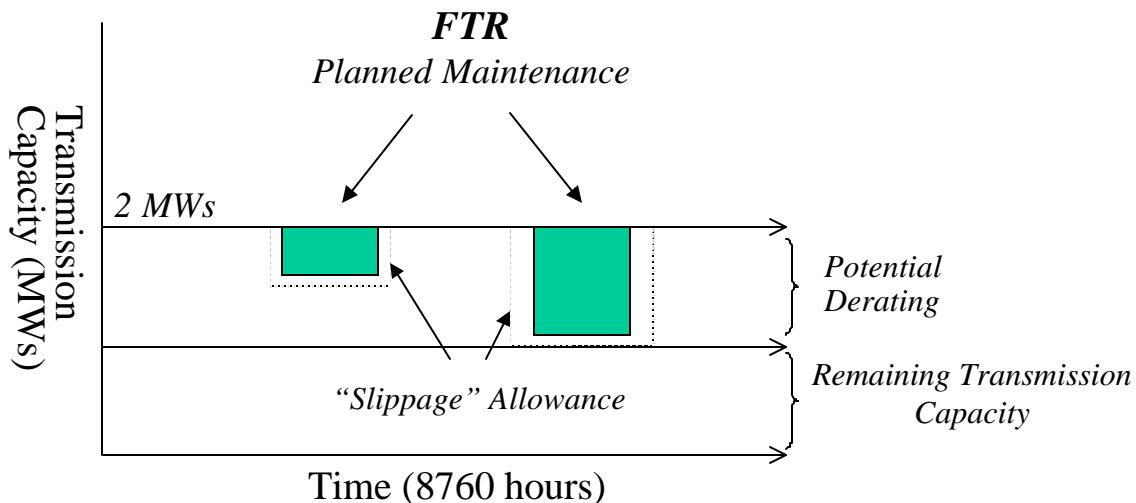 FTR
Planned Maintenance
Transmission
Capacity (MWs)
2 MWs
Potential
Derating
“Slippage” Allowance
Remaining Transmission
Capacity
Time (8760 hours)